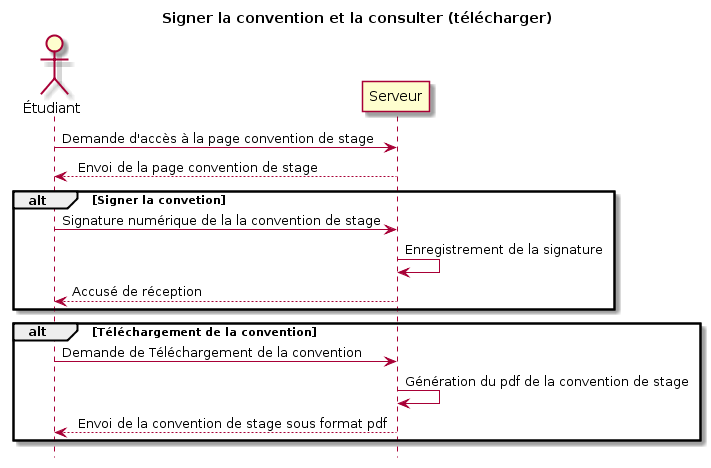 Signer la convention et la consulter (télécharger)
Étudiant
Serveur
Demande d'accès à la page convention de stage
Envoi de la page convention de stage
alt [Signer la convetion]
Signature numérique de la la convention de stage
Enregistrement de la signature
Accusé de réception
alt [Téléchargement de la convention]
Demande de Téléchargement de la convention
Génération du pdf de la convention de stage
Envoi de la convention de stage sous format pdf